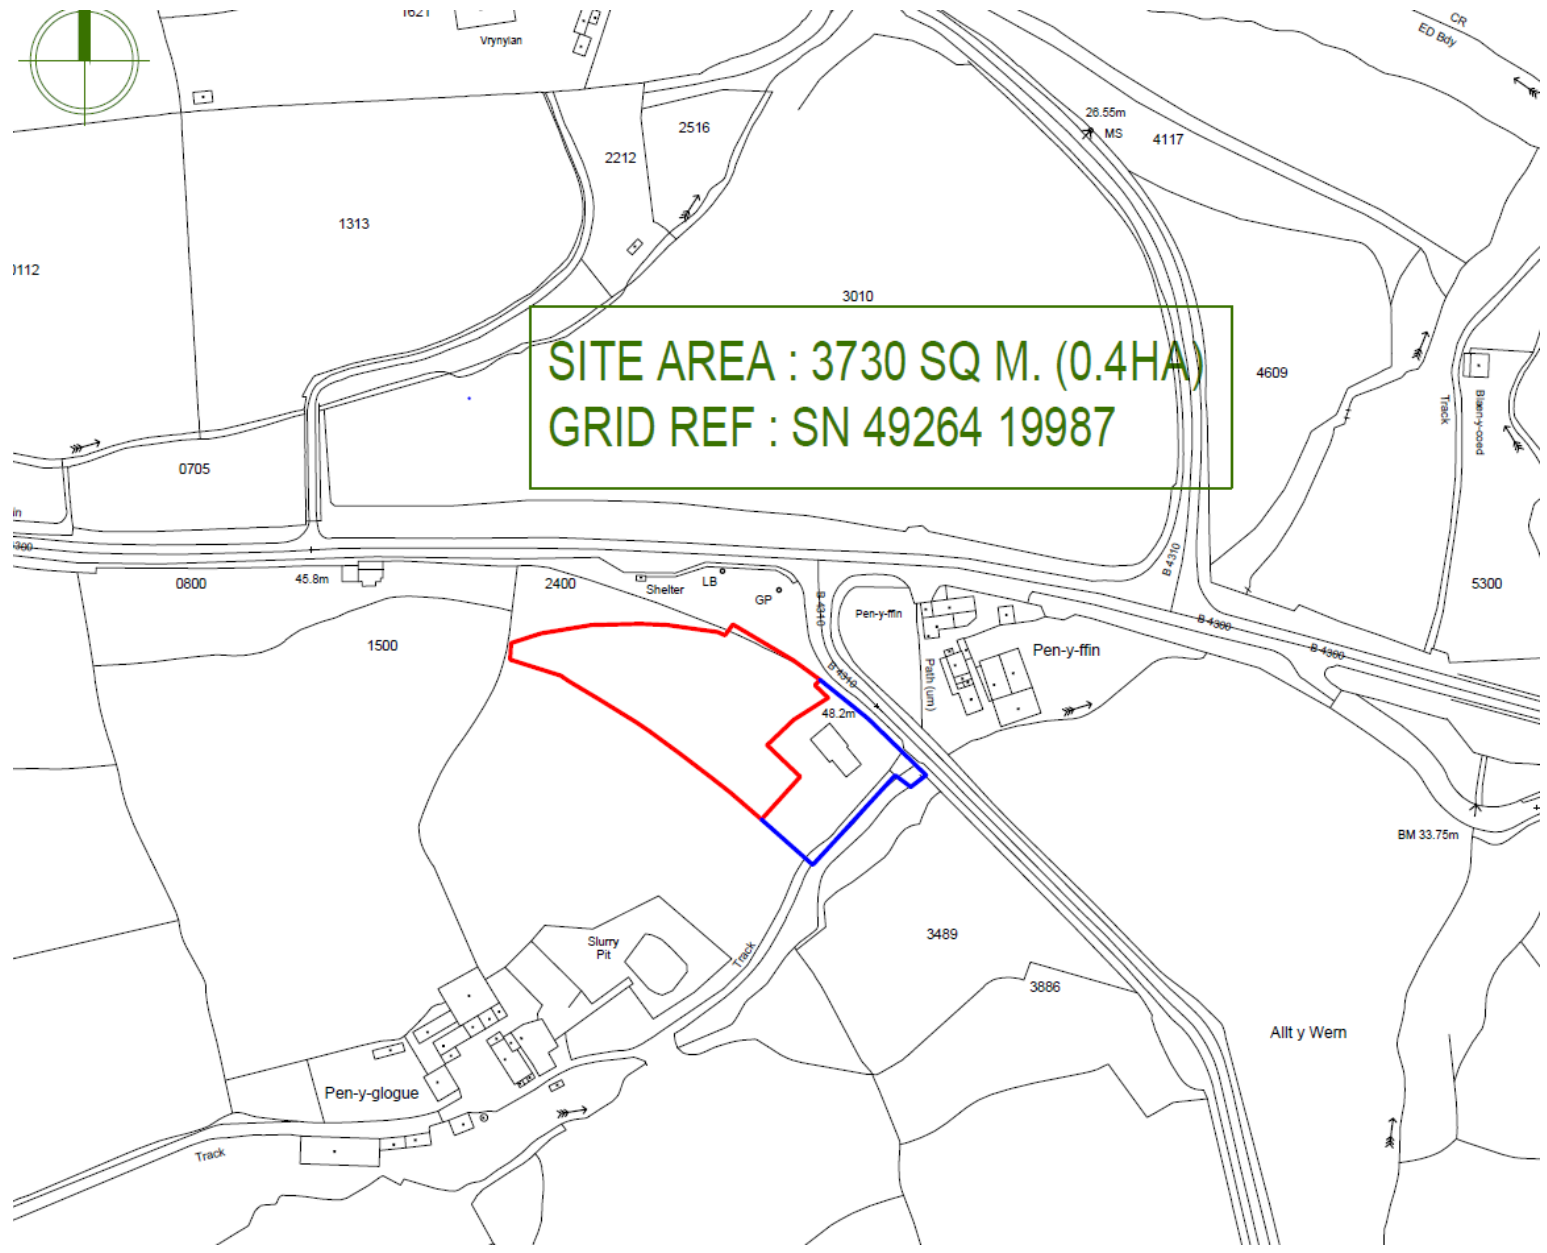 1621
Vrynylan
CR
ED Bdy
26.55m
MS
4117
2516
2212
1313
0112
3010
SITE AREA : 3730 SQ M. (0.4HA)
GRID REF : SN 49264 19987
4609
Track
Blaen-y-coed
0705
B 4310
0800
45.8m
2400
Shelter
LB
GP
B 4310
Pen-y-ffin
5300
B 4300
B 4300
1500
Pen-y-ffin
B 4310
Path (um)
48.2m
BM 33.75m
Slurry
Pit
Track
3489
3886
Allt y Wern
Pen-y-glogue
Track